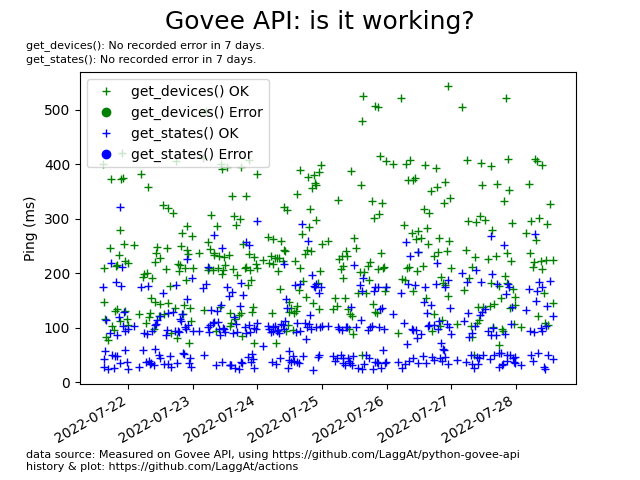 Govee API: is it working?
get_devices(): No recorded error in 7 days.
get_states(): No recorded error in 7 days.
get_devices() OK
get_devices() Error
get_states() OK
get_states() Error
Ping (ms)
500
400
300
200
100
0
2022-07-22
2022-07-23
2022-07-24
2022-07-25
2022-07-26
2022-07-27
2022-07-28
data source: Measured on Govee API, using https://github.com/LaggAt/python-govee-api
history & plot: https://github.com/LaggAt/actions